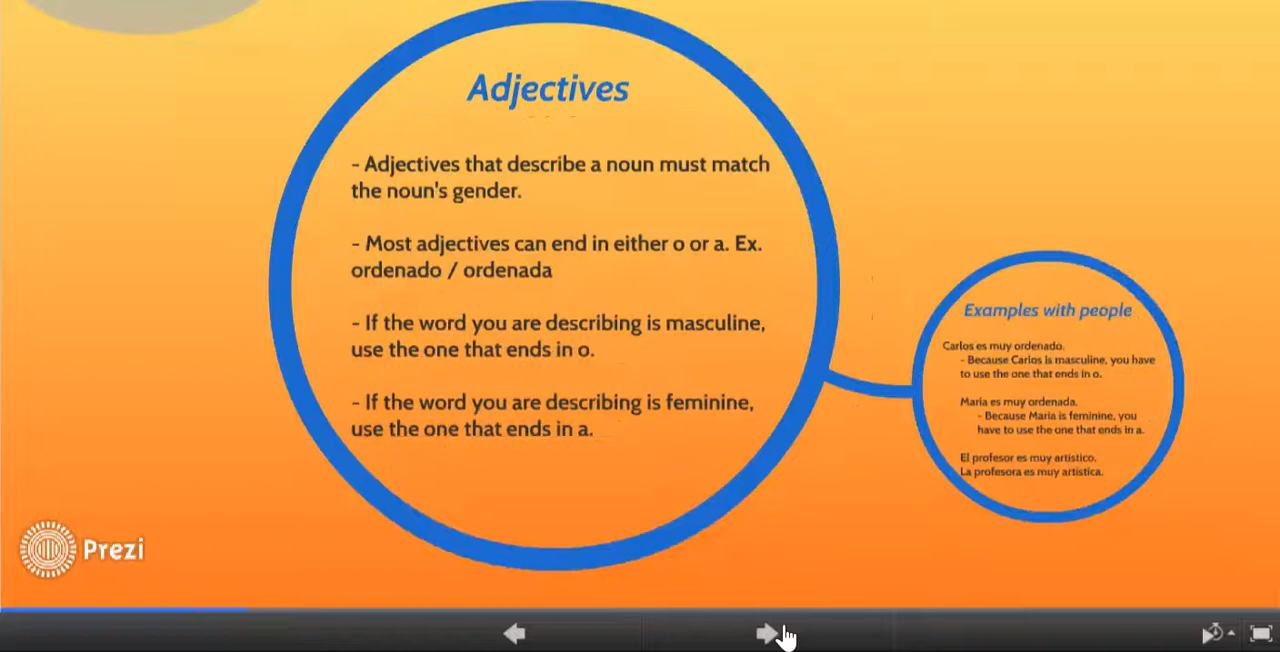 Adjectives
- Adjectives that describe a noun must match
the noun's gender.
- Most adjectives can end in either o or a. Ex.
ordenado / ordenada
- If the word you are describing is masculine,
use the one that ends in o.
- If the word you are describing is feminine,
use the one that ends in a.
Examples with people
Carlos es muy ordenado.
- Because Carlos is masculine, you have
to use the one that ends in o.
Maria es muy ordenada.
- Because Maria is feminine, you
have to use the one that ends in a.
El profesor es muy artístico.
La profesora es muy artística.
Prezi